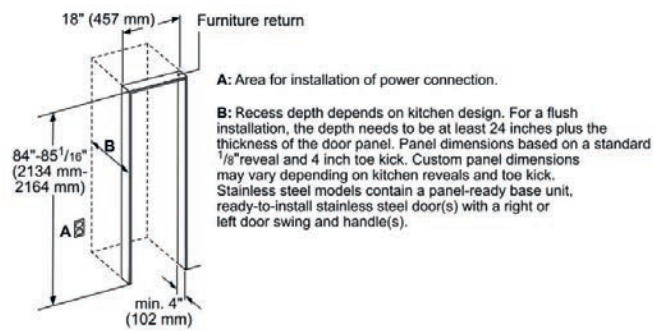 18" (457 mm)
Furniture return
A: Area for installation of power connection.
B: Recess depth depends on kitchen design. For a flush
installation, the depth needs to be at least 24 inches plus the
thickness of the door panel. Panel dimensions based on a standard
1/8"reveal and 4 inch toe kick. Custom panel dimensions
may vary depending on kitchen reveals and toe kick.
Stainless steel models contain a panel-ready base unit,
ready-to-install stainless steel door(s) with a right or
left door swing and handle(s).
B
84"-85 1/16"
(2134 mm-
2164 mm)
A
min. 4"
(102 mm)